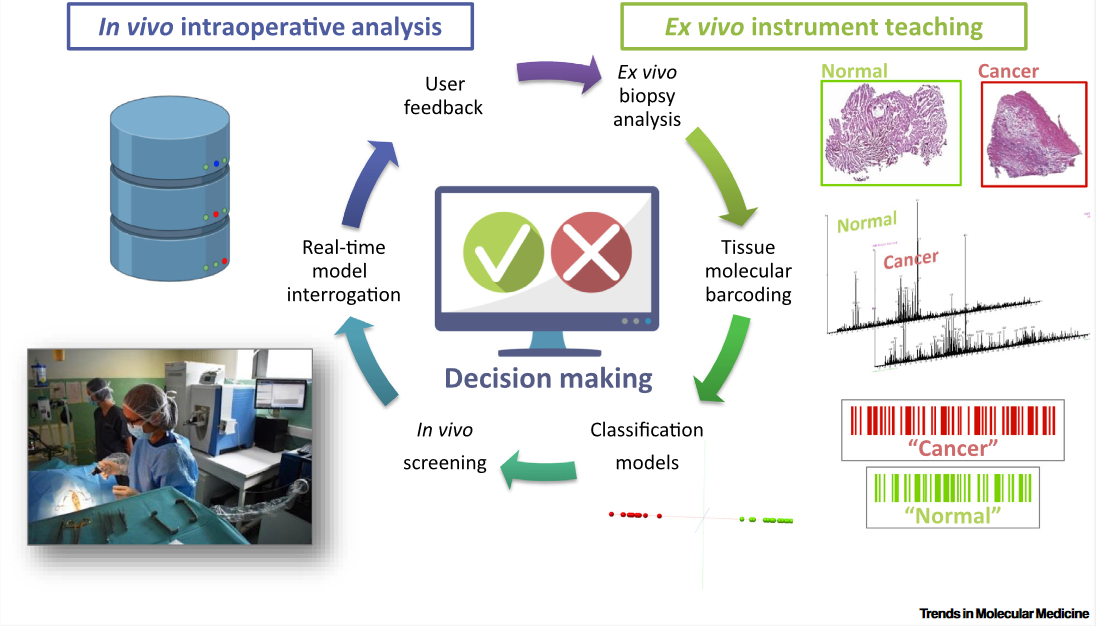 In vivo intraoperative analysis
Ex vivo instrument teaching
User
feedback
Ex vivo
biopsy
analysis
Normal
Cancer
Real-time
model
interrogation
Tissue
molecular
barcoding
Normal
Cancer
Decision making
In vivo
screening
Classification
models
“Cancer”
“Normal”
Trends in Molecular Medicine